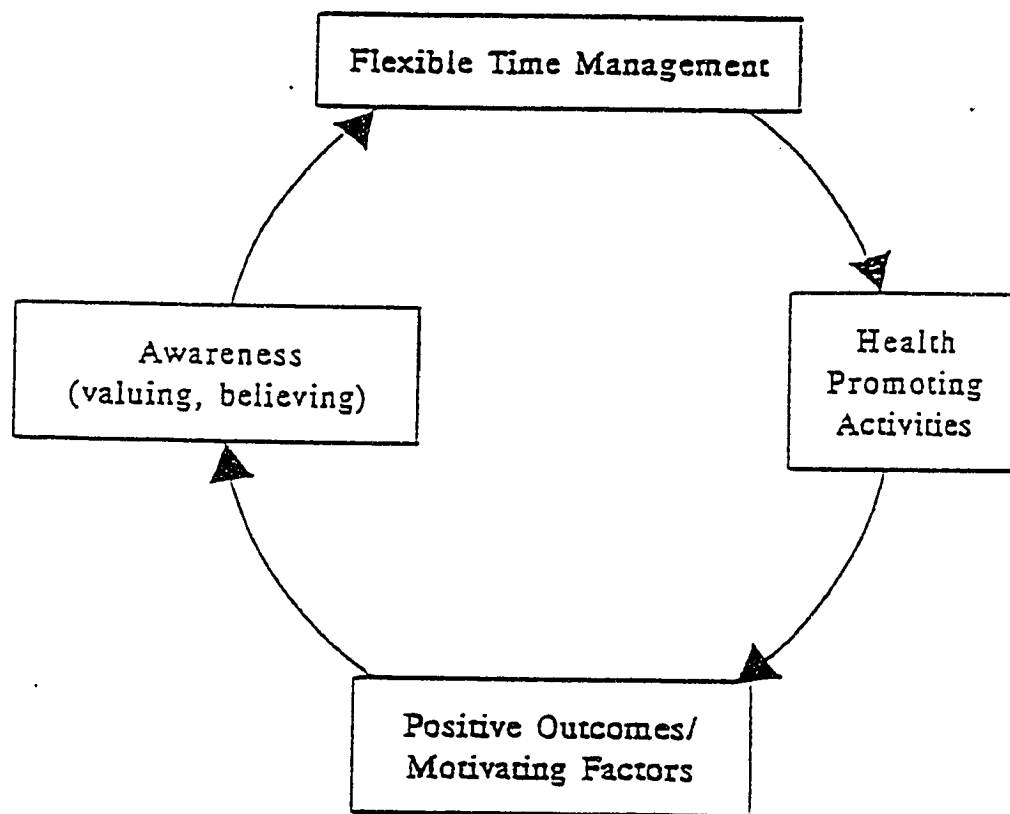 Flexible Time Management
Awareness
(valuing, believing)
Health
Promoting
Activities
Positive Outcomes/
Motivating Factors